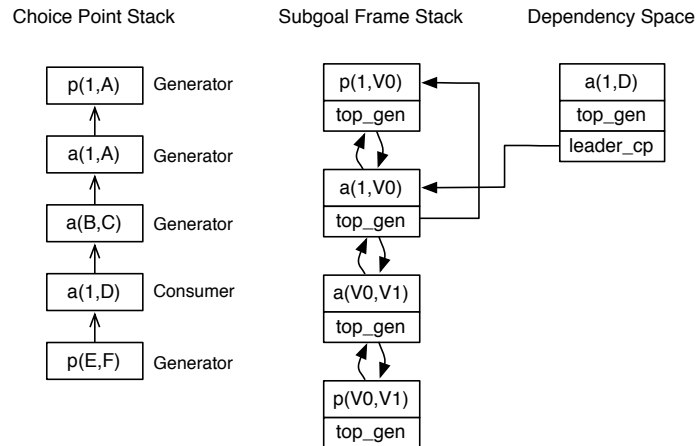 Choice Point Stack
Subgoal Frame Stack
Dependency Space
p(1,A)
Generator
a(1,A)
Generator
a(B,C)
Generator
a(1,D)
Consumer
p(E,F)
Generator
p(1,V0)
top_gen
a(1,V0)
top_gen
a(V0,V1)
top_gen
p(V0,V1)
top_gen
a(1,D)
top_gen
leader_cp